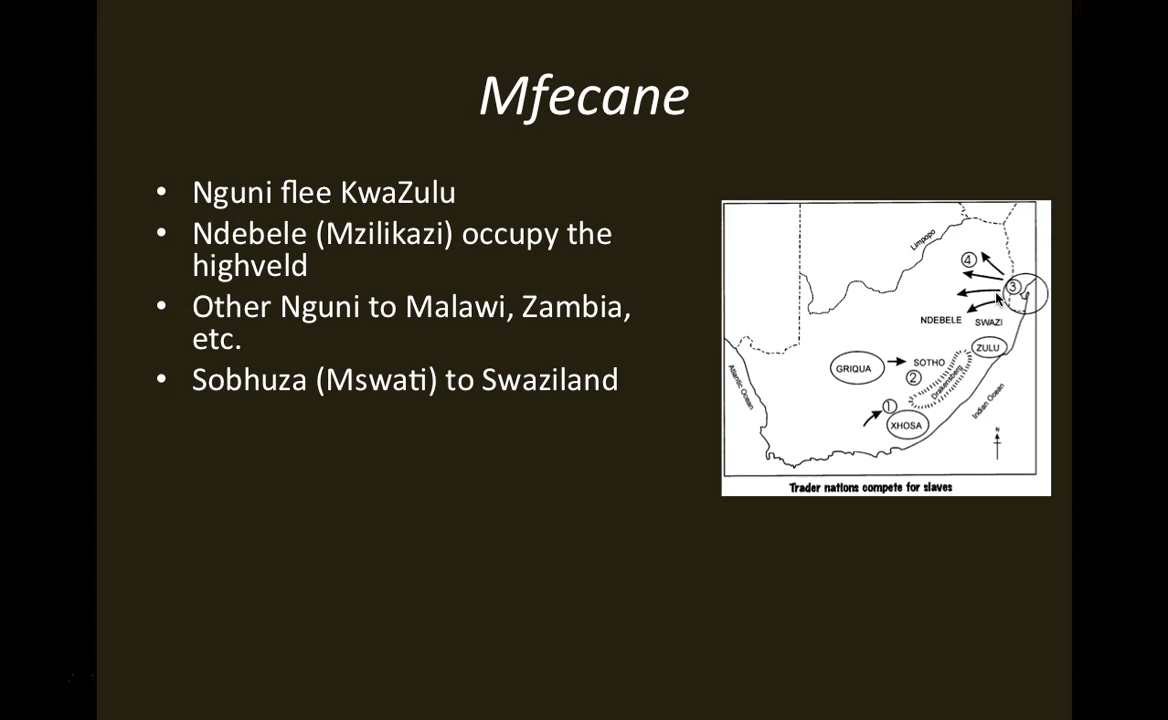 Mfecane
• Nguni flee KwaZulu
• Ndebele (Mzilikazi) occupy the
highveld
• Other Nguni to Malawi, Zambia,
etc.
• Sobhuza (Mswati) to Swaziland
Limpopo
4
3
NDEBELE
SWAZI
ZULU
GRIQUA
SOTHO
2
Drakensberg
Atlantic Ocean
Indian Ocean
1
XHOSA
N
Trader nations compete for slaves